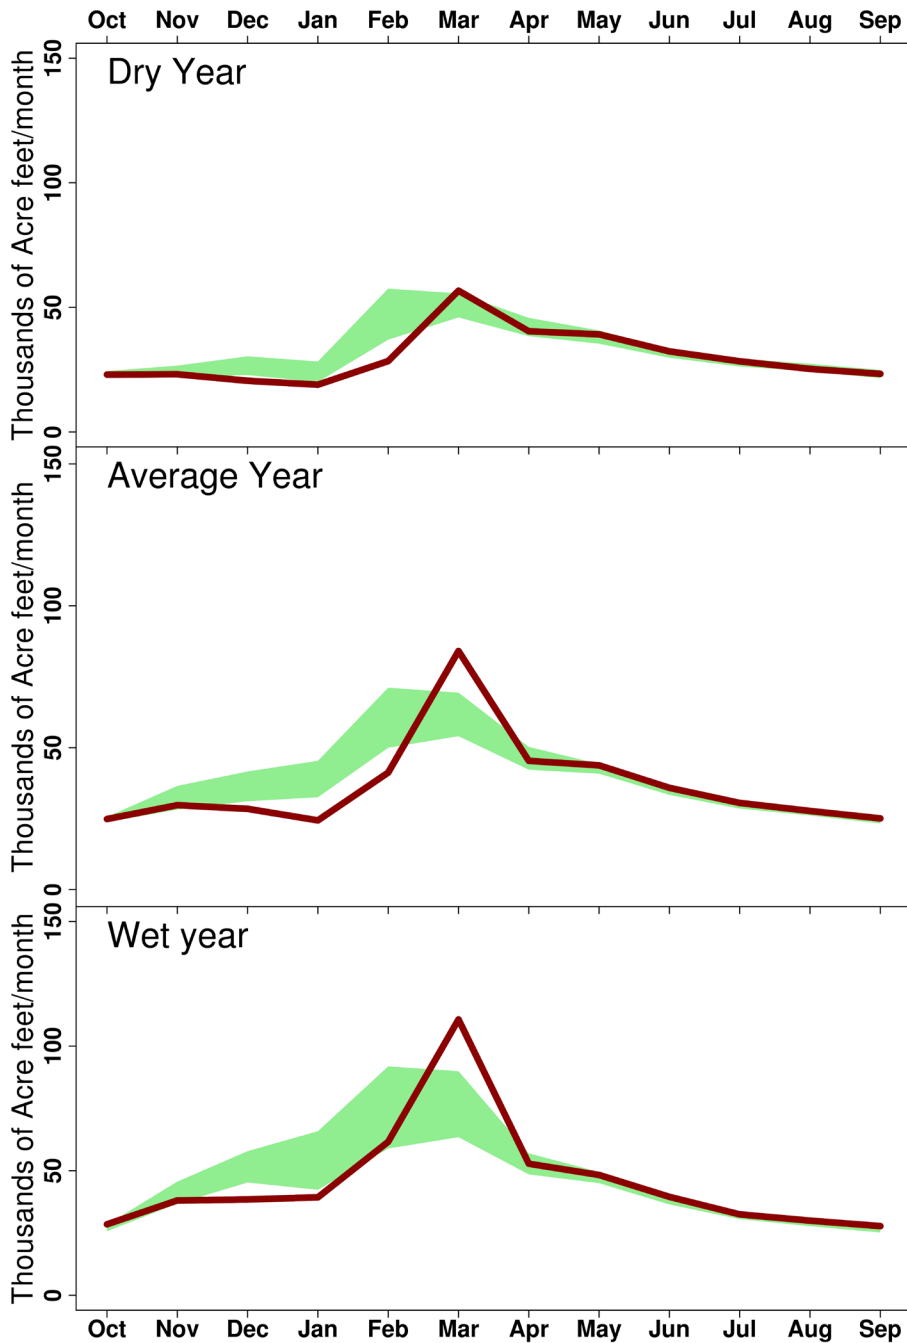 Oct Nov Dec Jan Feb Mar Apr May Jun Jul Aug Sep
Dry Year
Thousands of Acre feet/month
150
100
50
0
Average Year
Thousands of Acre feet/month
150
100
50
0
Wet year
Thousands of Acre feet/month
150
100
50
0
Oct Nov Dec Jan Feb Mar Apr May Jun Jul Aug Sep